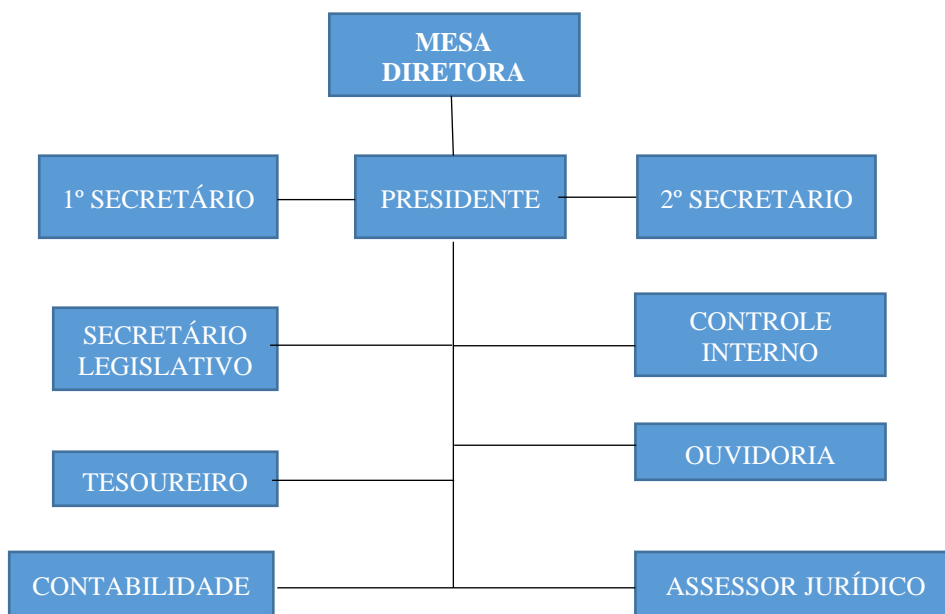 MESA
DIRETORA
1º SECRETÁRIO
PRESIDENTE
2º SECRETARIO
SECRETÁRIO
LEGISLATIVO
CONTROLE
INTERNO
TESOUREIRO
OUVIDORIA
CONTABILIDADE
ASSESSOR JURÍDICO